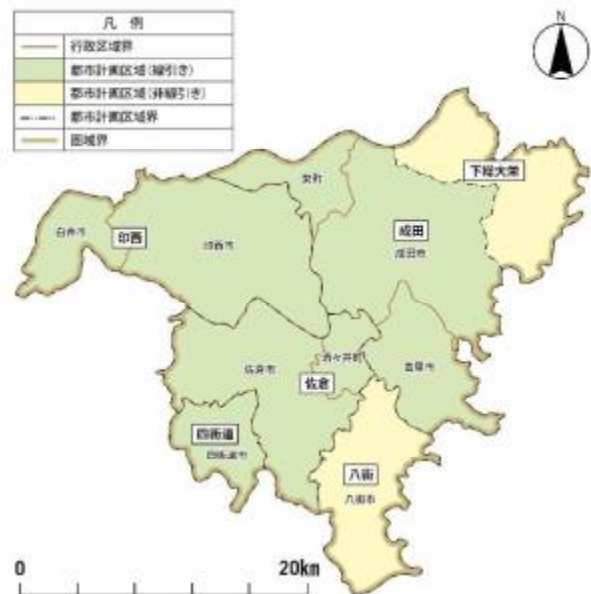 凡 例
行政区域界
都市計画区域(線引き)
都市計画区域(非線引き)
都市計画区域界
圏域界
N
下総大栄
栄町
白井市
印西
印西市
成田
成田市
佐倉市
酒々井町
富里市
佐倉
四街道
四街道市
八街
八街市
0
20km